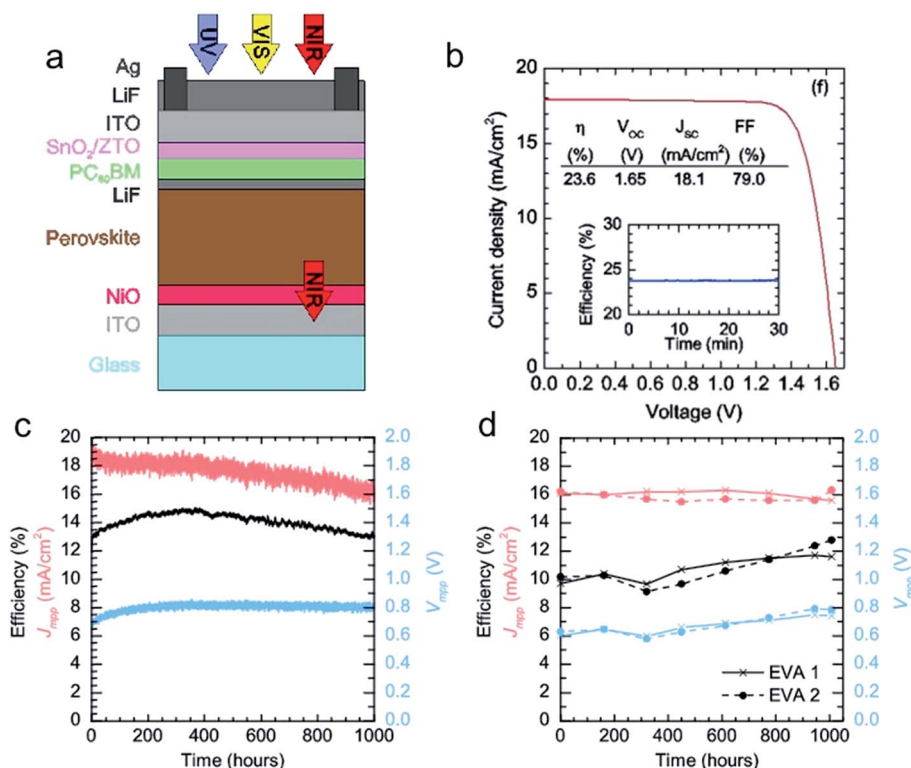 a
UV
VIS
NIR
Ag
LiF
ITO
SnO2/ZTO
PC60BM
LiF
Perovskite
NIR
NiO
ITO
Glass
b
(f)
Current density (mA/cm²)
20
15
10
5
0
η VOC JSC FF
(%) (V) (mA/cm²) (%)
23.6 1.65 18.1 79.0
Efficiency (%)
30
25
20
15
10
0 10 20 30
Time (min)
0.0 0.2 0.4 0.6 0.8 1.0 1.2 1.4 1.6
Voltage (V)
c
Efficiency (%)
Jmpp (mA/cm²)
20
18
16
14
12
10
8
6
4
2
0
2.0
1.8
1.6
1.4
1.2
1.0
0.8
0.6
0.4
0.2
0.0
Vmpp (V)
0 200 400 600 800 1000
Time (hours)
d
Efficiency (%)
Jmpp (mA/cm²)
20
18
16
14
12
10
8
6
4
2
0
2.0
1.8
1.6
1.4
1.2
1.0
0.8
0.6
0.4
0.2
0.0
Vmpp (V)
EVA 1
EVA 2
0 200 400 600 800 1000
Time (hours)